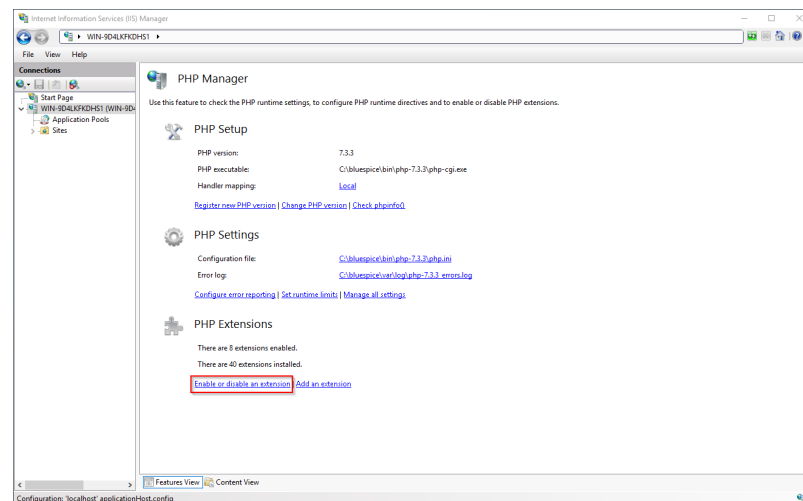 Internet Information Services (IIS) Manager
WIN-9D4LKFKDHS1
File View Help
Connections
Start Page
WIN-9D4LKFKDHS1 (WIN-9D4
Application Pools
Sites
PHP Manager
Use this feature to check the PHP runtime settings, to configure PHP runtime directives and to enable or disable PHP extensions.
PHP Setup
PHP version: 7.3.3
PHP executable: C:\bluespice\bin\php-7.3.3\php-cgi.exe
Handler mapping: Local
Register new PHP version | Change PHP version | Check phpinfo()
PHP Settings
Configuration file: C:\bluespice\bin\php-7.3.3\php.ini
Error log: C:\bluespice\var\log\php-7.3.3_errors.log
Configure error reporting | Set runtime limits | Manage all settings
PHP Extensions
There are 8 extensions enabled.
There are 40 extensions installed.
Enable or disable an extension Add an extension
Features View Content View
Configuration: 'localhost' applicationHost.config